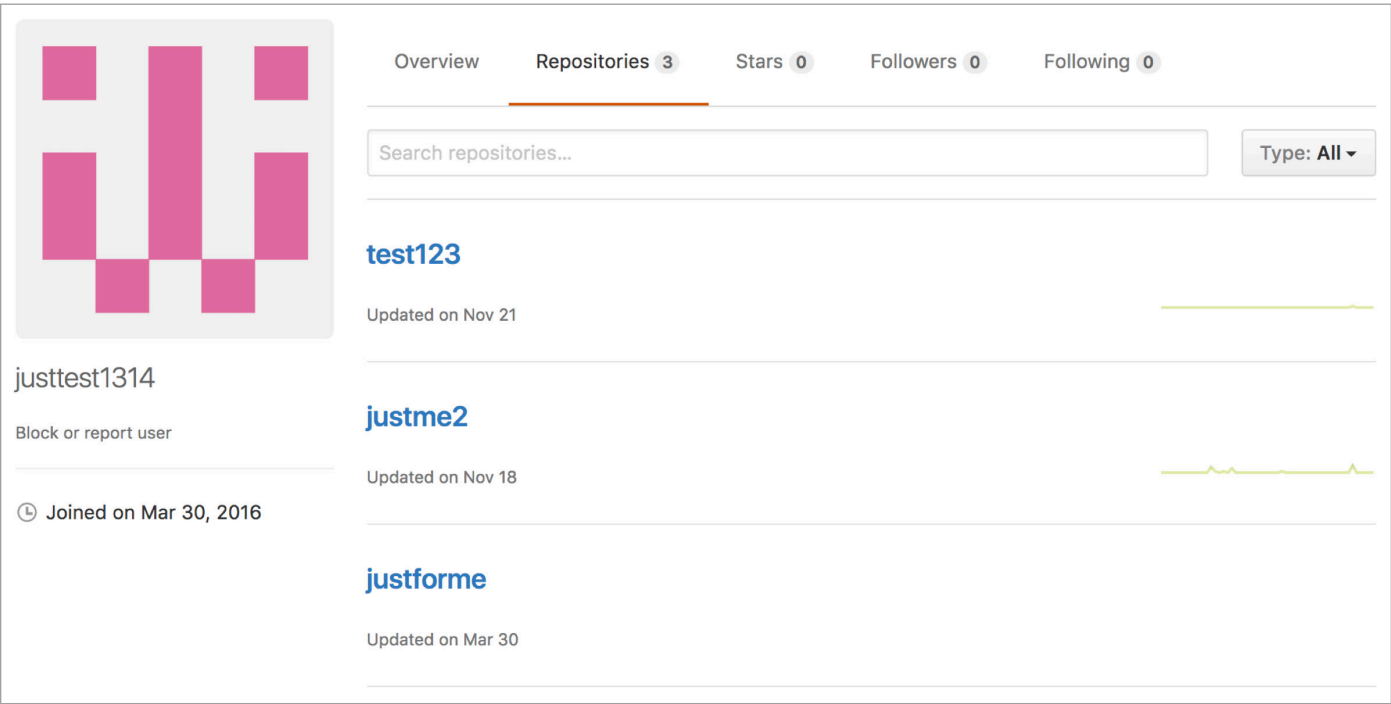 Overview Repositories 3 Stars 0 Followers 0 Following 0
Search repositories...
Type: All
test123
Updated on Nov 21
justme2
Updated on Nov 18
justforme
Updated on Mar 30
justtest1314
Block or report user
Joined on Mar 30, 2016